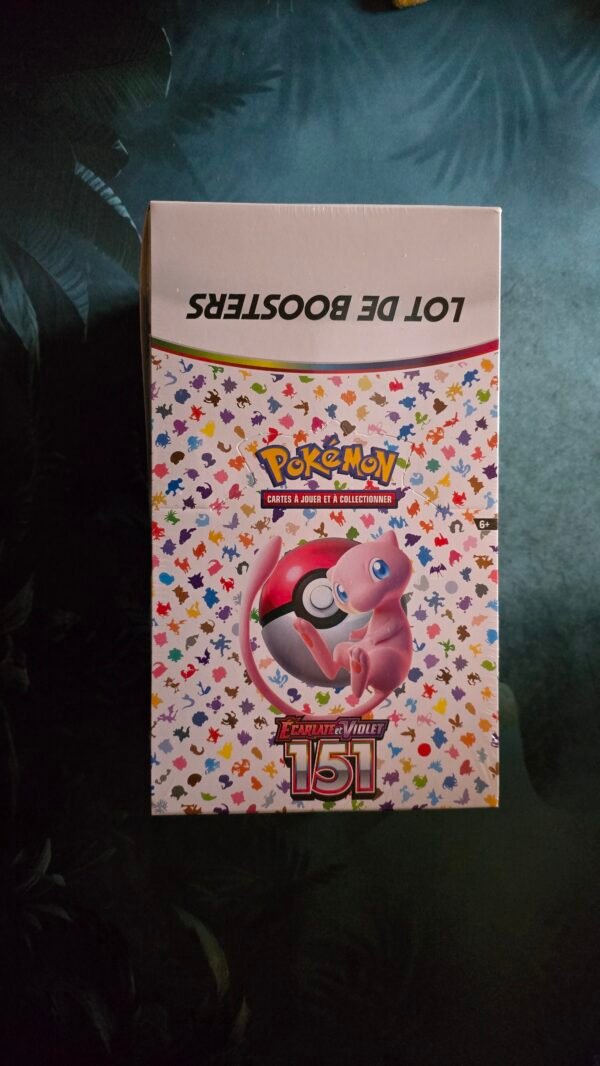 LOT DE BOOSTERS
POKéMON
CARTES À JOUER ET À COLLECTIONNER
6+
ÉCARLATE ET VIOLET
151